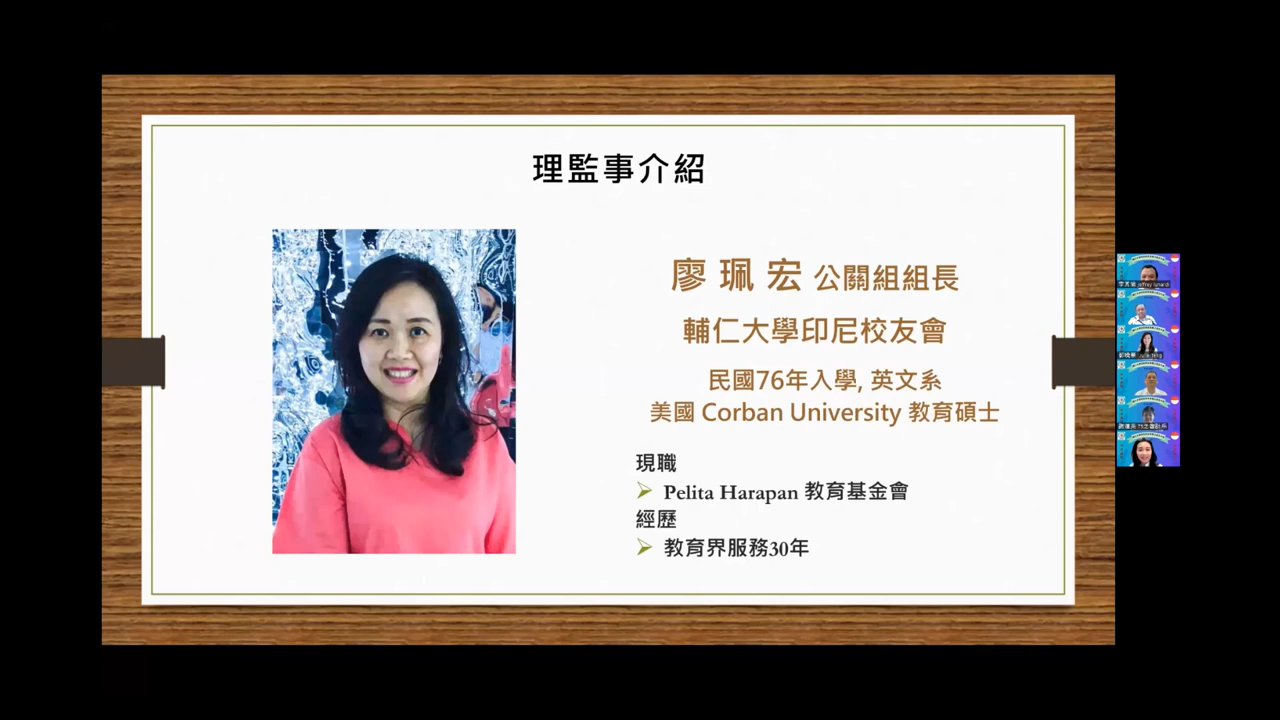 理監事介紹
廖珮宏 公關組組長
輔仁大學印尼校友會
民國76年入學, 英文系
美國 Corban University 教育碩士
現職
Pelita Harapan 教育基金會
經歷
教育界服務30年